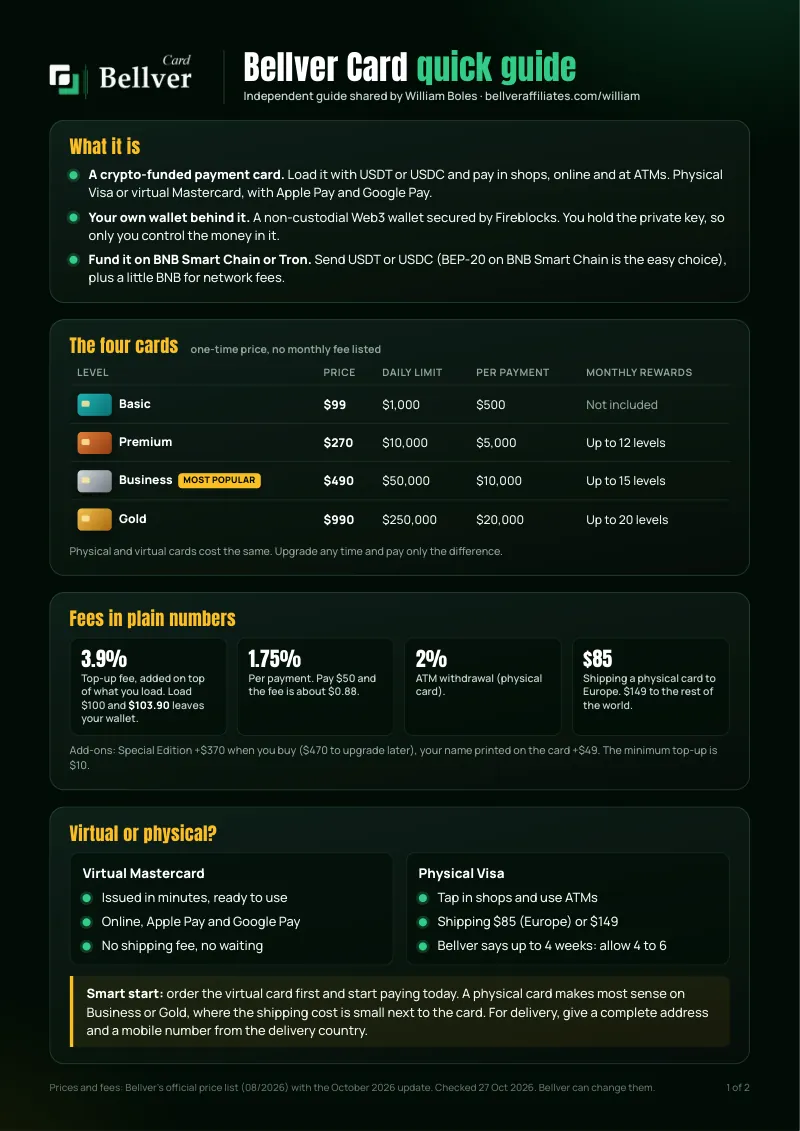 Card
Bellver
Bellver Card quick guide
Independent guide shared by William Boles · bellveraffiliates.com/william
What it is
A crypto-funded payment card. Load it with USDT or USDC and pay in shops, online and at ATMs. Physical
Visa or virtual Mastercard, with Apple Pay and Google Pay.
Your own wallet behind it. A non-custodial Web3 wallet secured by Fireblocks. You hold the private key, so
only you control the money in it.
Fund it on BNB Smart Chain or Tron. Send USDT or USDC (BEP-20 on BNB Smart Chain is the easy choice),
plus a little BNB for network fees.
The four cards one-time price, no monthly fee listed
LEVEL PRICE DAILY LIMIT PER PAYMENT MONTHLY REWARDS
Basic $99 $1,000 $500 Not included
Premium $270 $10,000 $5,000 Up to 12 levels
Business MOST POPULAR $490 $50,000 $10,000 Up to 15 levels
Gold $990 $250,000 $20,000 Up to 20 levels
Physical and virtual cards cost the same. Upgrade any time and pay only the difference.
Fees in plain numbers
3.9%
Top-up fee, added on top
of what you load. Load
$100 and $103.90 leaves
your wallet.
1.75%
Per payment. Pay $50 and
the fee is about $0.88.
2%
ATM withdrawal (physical
card).
$85
Shipping a physical card to
Europe. $149 to the rest of
the world.
Add-ons: Special Edition +$370 when you buy ($470 to upgrade later), your name printed on the card +$49. The minimum top-up is
$10.
Virtual or physical?
Virtual Mastercard
Issued in minutes, ready to use
Online, Apple Pay and Google Pay
No shipping fee, no waiting
Physical Visa
Tap in shops and use ATMs
Shipping $85 (Europe) or $149
Bellver says up to 4 weeks: allow 4 to 6
Smart start: order the virtual card first and start paying today. A physical card makes most sense on
Business or Gold, where the shipping cost is small next to the card. For delivery, give a complete address
and a mobile number from the delivery country.
Prices and fees: Bellver's official price list (08/2026) with the October 2026 update. Checked 27 Oct 2026. Bellver can change them.
1 of 2